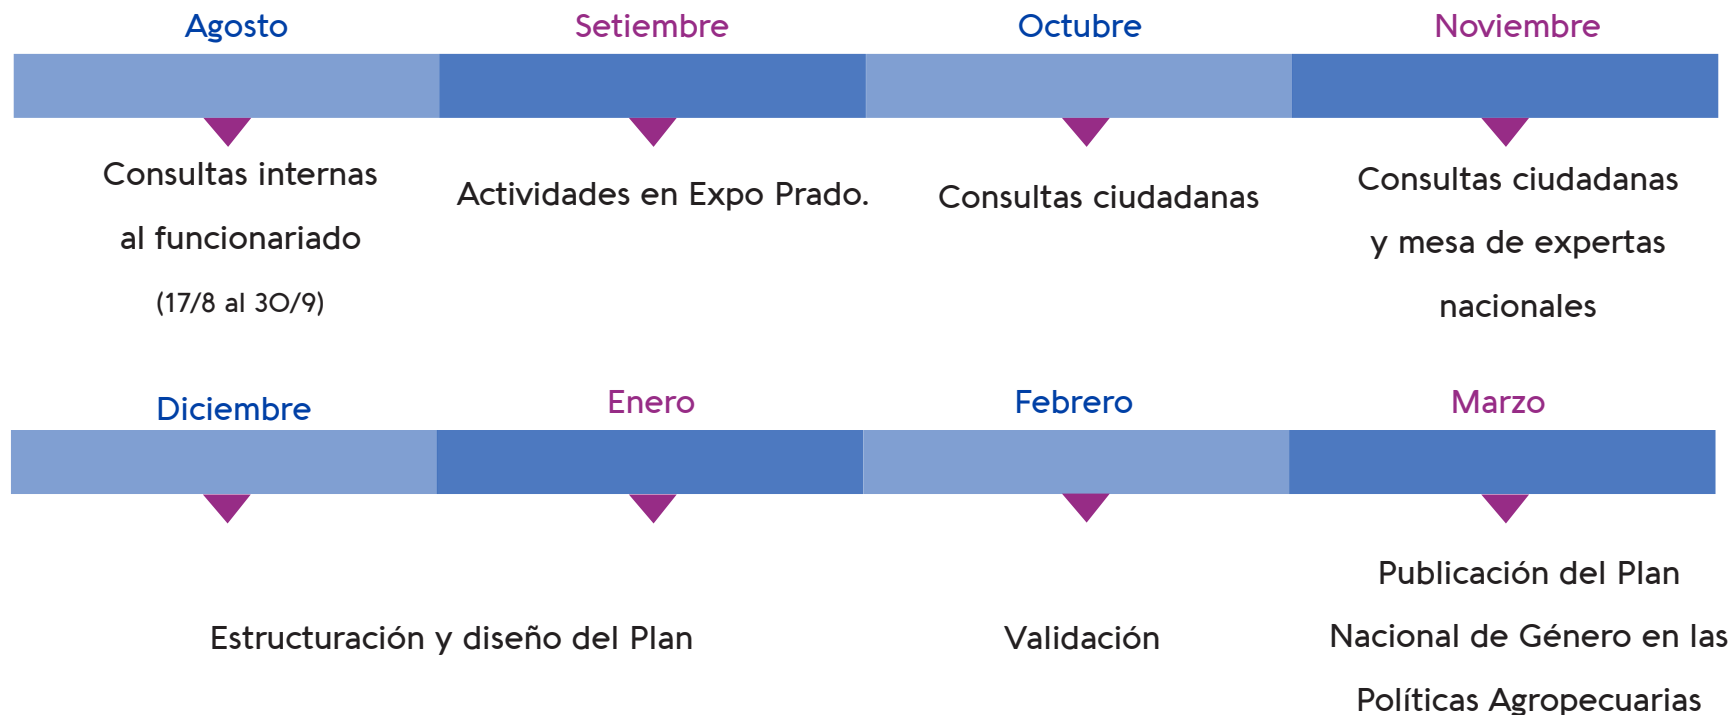 Agosto
Setiembre
Octubre
Noviembre
Consultas internas
al funcionariado
(17/8 al 30/9)
Actividades en Expo Prado.
Consultas ciudadanas
Consultas ciudadanas
y mesa de expertas
nacionales
Diciembre
Enero
Febrero
Marzo
Estructuración y diseño del Plan
Validación
Publicación del Plan
Nacional de Género en las
Políticas Agropecuarias